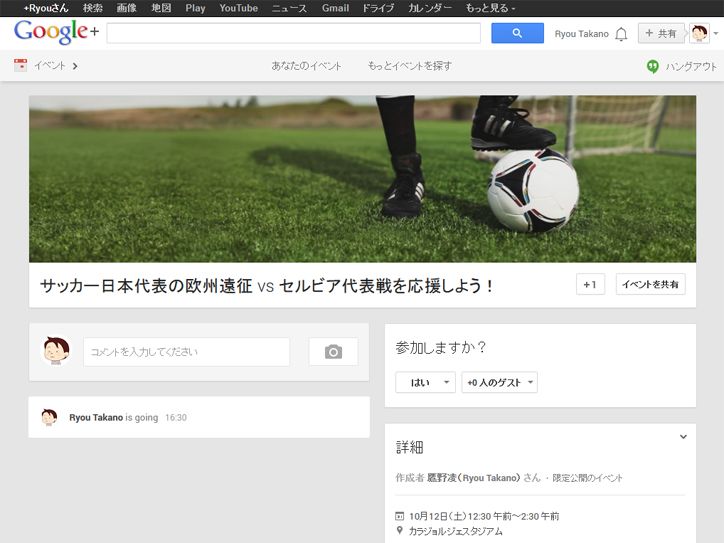 +Ryouさん 検索 画像 地図 Play YouTube ニュース Gmail ドライブ カレンダー もっと見る
Google+
Ryou Takano
+ 共有
イベント
あなたのイベント
もっとイベントを探す
ハングアウト
サッカー日本代表の欧州遠征 vs セルビア代表戦を応援しよう！
+1
イベントを共有
コメントを入力してください
Ryou Takano is going 16:30
参加しますか？
はい
+0 人のゲスト
詳細
作成者 鷹野凌（Ryou Takano） さん ・ 限定公開のイベント
10月12日（土）12:30 午前～2:30 午前
カラジョルジェスタジアム